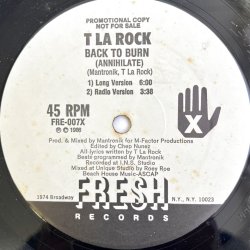 PROMOTIONAL COPY
NOT FOR SALE
T LA ROCK
BACK TO BURN
(ANNIHILATE)
(Mantronik, T La Rock)
1) Long Version 6:00
2) Radio Version 3:38
45 RPM
FRE-007X
℗ © 1986
X
Prod. & Mixed by Mantronik for M-Factor Productions
Edited by Chep Nunez
All-lyrics written by T La Rock
Beats programmed by Mantronik
Recorded at I.N.S. Studio
Mixed at Unique Studio by Roey Roe
Beach House Music-ASCAP
FRESH
1974 Broadway
N.Y., N.Y. 10023
RECORDS